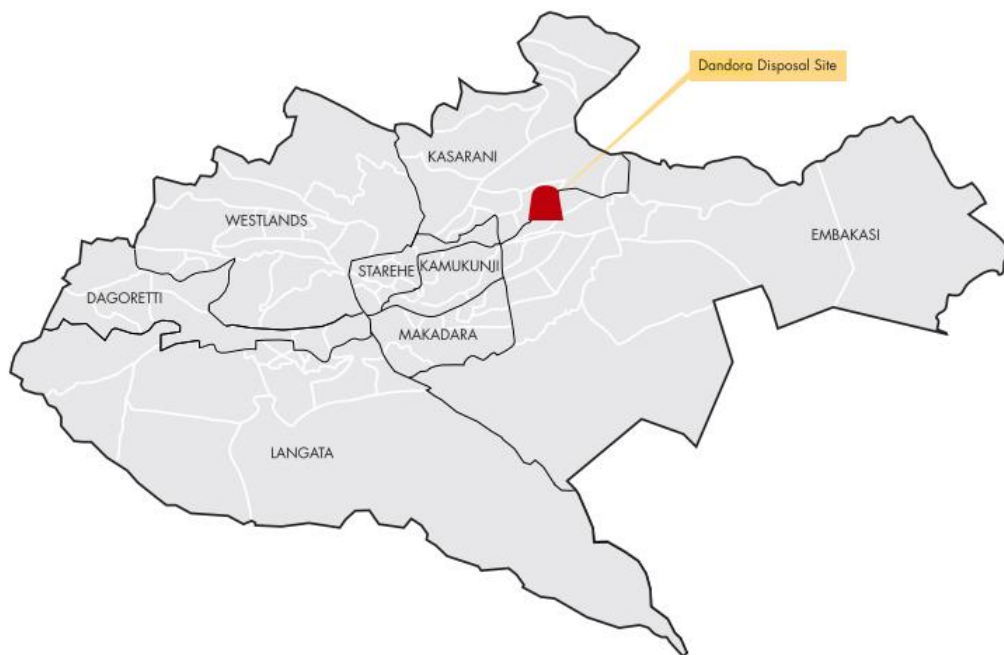 Dandora Disposal Site
KASARANI
WESTLANDS
EMBAKASI
STAREHE
KAMUKUNJI
DAGORETTI
MAKADARA
LANGATA